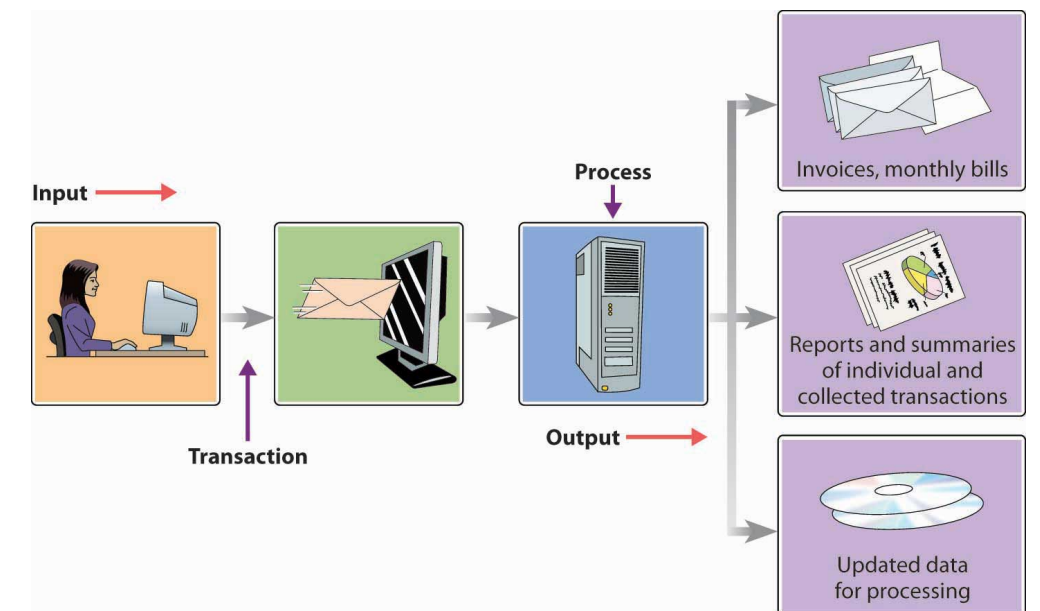 Input
Transaction
Process
Output
Invoices, monthly bills
Reports and summaries
of individual and
collected transactions
Updated data
for processing